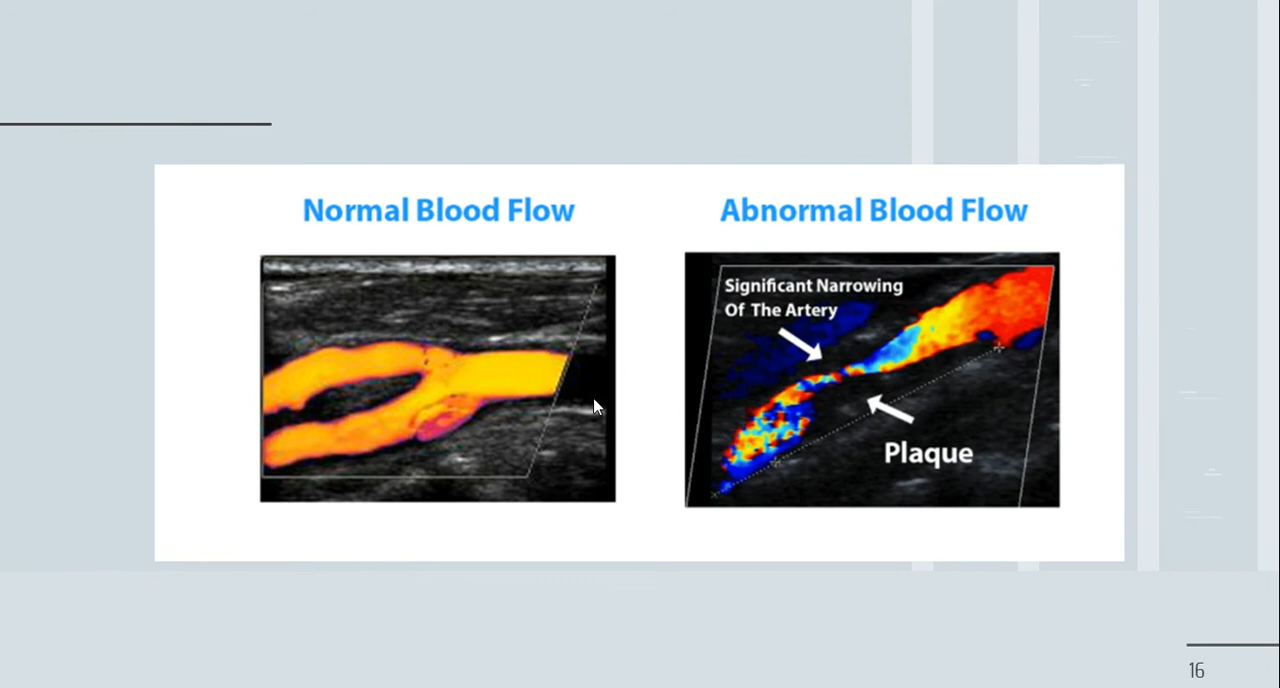 Normal Blood Flow
Abnormal Blood Flow
Significant Narrowing
Of The Artery
Plaque
16